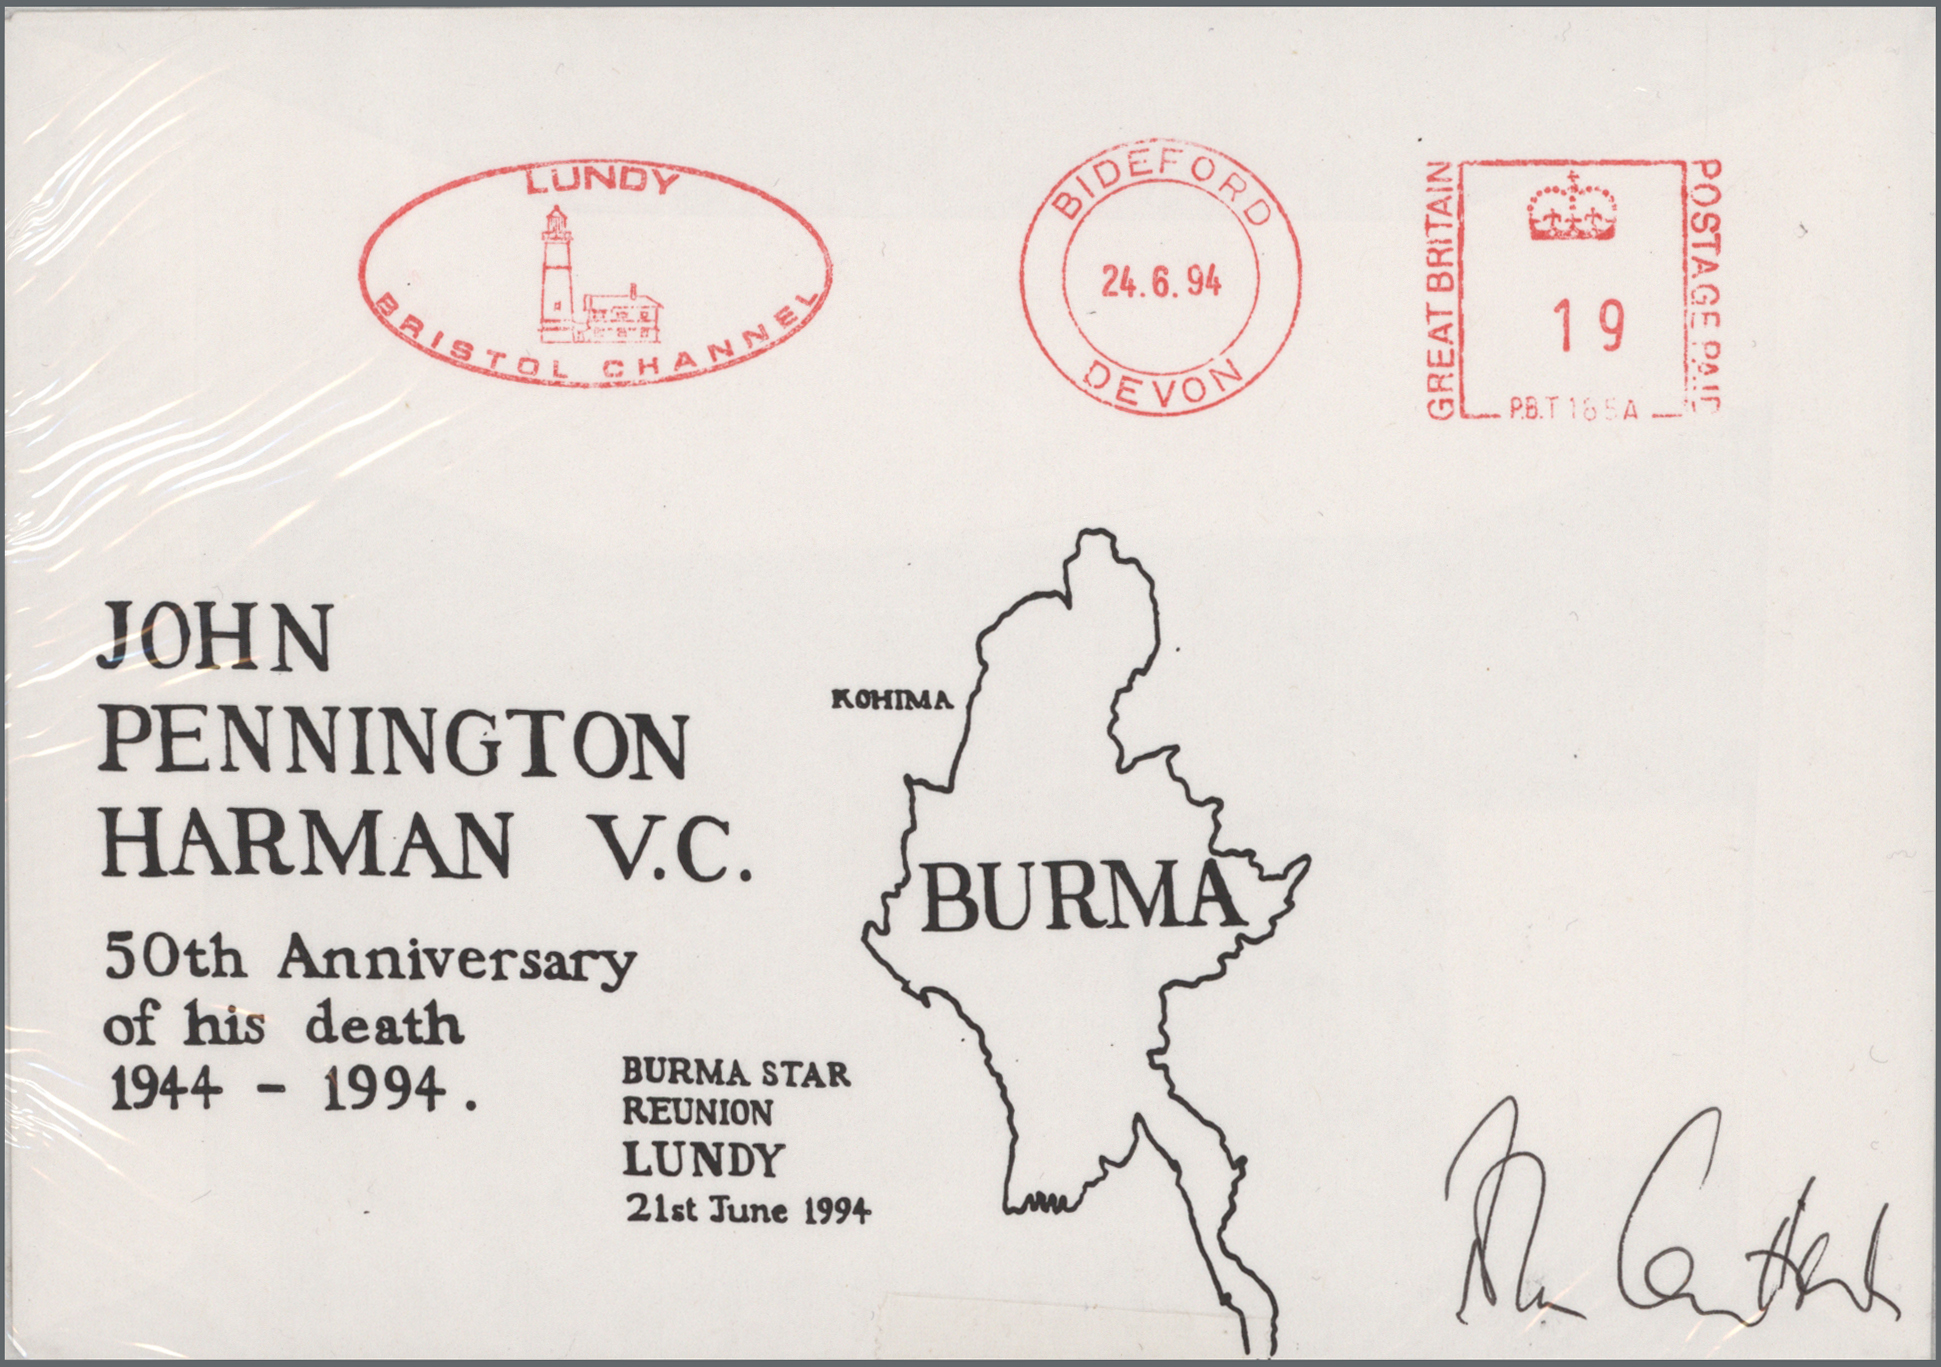 LUNDY
BRISTOL CHANNEL
BIDEFORD
24.6.94
DEVON
GREAT BRITAIN
19
POSTAGE PAID
P.B.T 165A
JOHN
PENNINGTON
HARMAN V.C.
50th Anniversary
of his death
1944 - 1994.
KOHIMA
BURMA
BURMA STAR
REUNION
LUNDY
21st June 1994